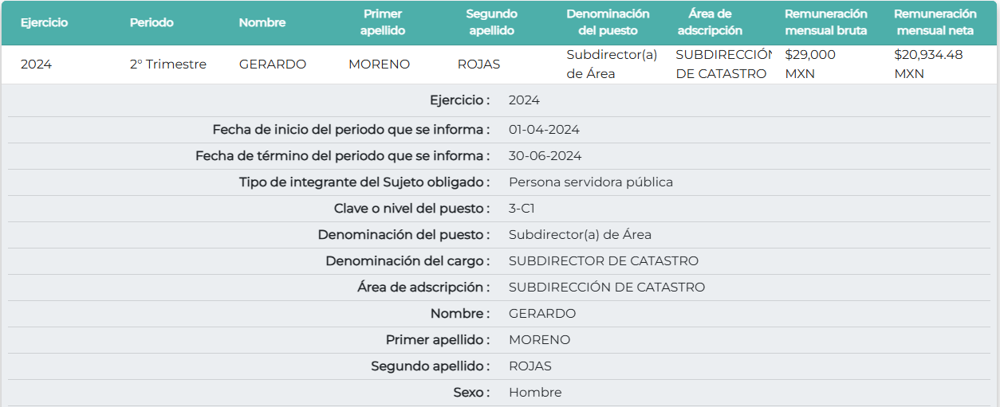 Ejercicio Periodo Nombre Primer apellido Segundo apellido Denominación del puesto Área de adscripción Remuneración mensual bruta Remuneración mensual neta
2024 2° Trimestre GERARDO MORENO ROJAS Subdirector(a) de Área SUBDIRECCIÓN DE CATASTRO $29,000 MXN $20,934.48 MXN
Ejercicio : 2024
Fecha de inicio del periodo que se informa : 01-04-2024
Fecha de término del periodo que se informa : 30-06-2024
Tipo de integrante del Sujeto obligado : Persona servidora pública
Clave o nivel del puesto : 3-C1
Denominación del puesto : Subdirector(a) de Área
Denominación del cargo : SUBDIRECTOR DE CATASTRO
Área de adscripción : SUBDIRECCIÓN DE CATASTRO
Nombre : GERARDO
Primer apellido : MORENO
Segundo apellido : ROJAS
Sexo : Hombre